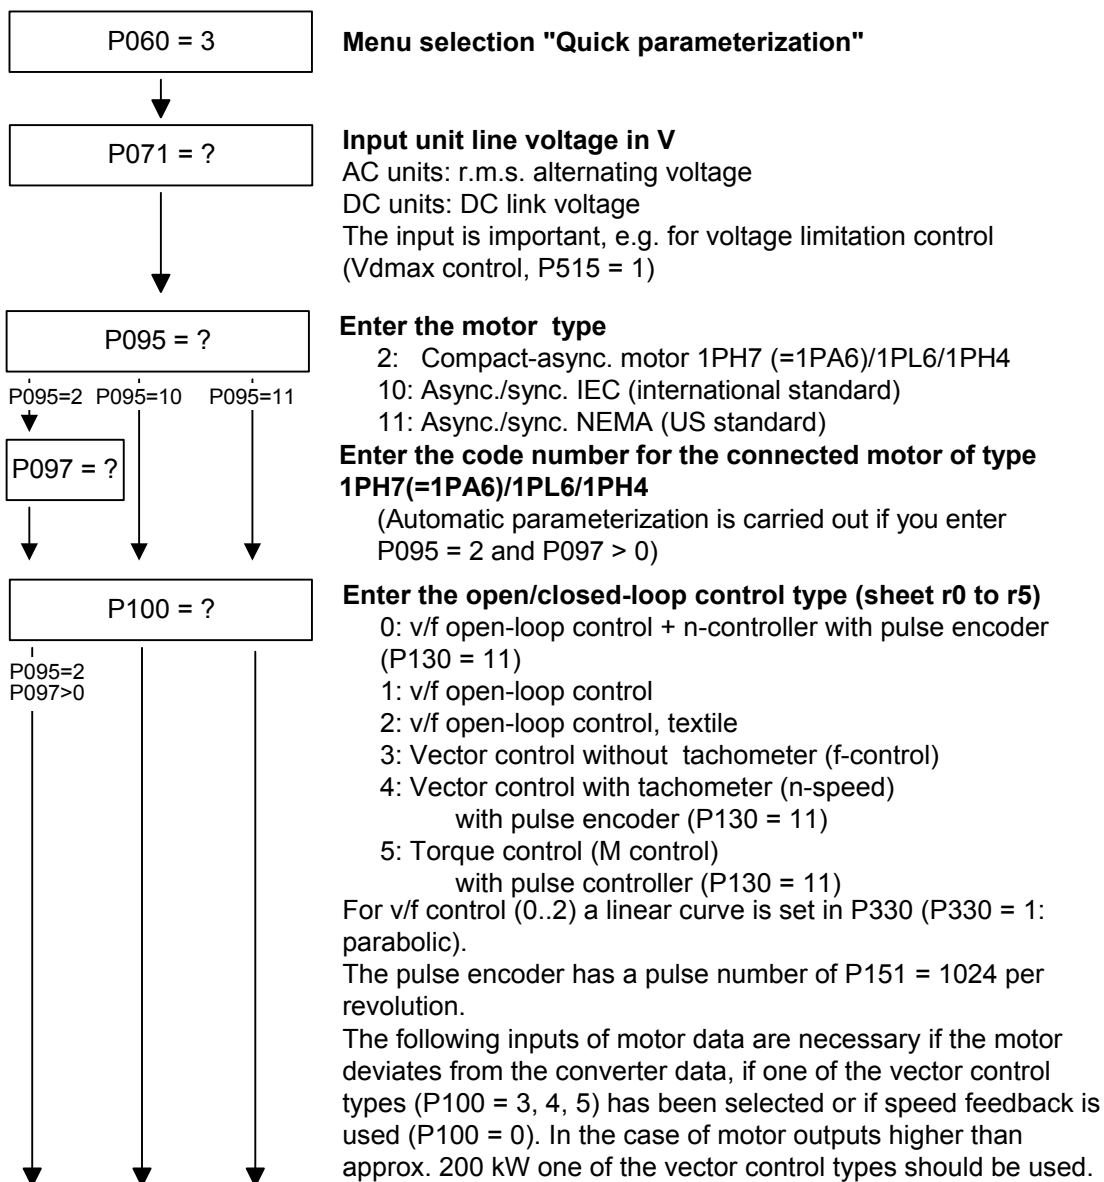 P060 = 3
Menu selection "Quick parameterization"
P071 = ?
Input unit line voltage in V
AC units: r.m.s. alternating voltage
DC units: DC link voltage
The input is important, e.g. for voltage limitation control
(Vdmax control, P515 = 1)
P095 = ?
Enter the motor type
2: Compact-async. motor 1PH7 (=1PA6)/1PL6/1PH4
10: Async./sync. IEC (international standard)
11: Async./sync. NEMA (US standard)
P095=2 P095=10 P095=11
P097 = ?
Enter the code number for the connected motor of type
1PH7(=1PA6)/1PL6/1PH4
(Automatic parameterization is carried out if you enter
P095 = 2 and P097 > 0)
P100 = ?
Enter the open/closed-loop control type (sheet r0 to r5)
0: v/f open-loop control + n-controller with pulse encoder
(P130 = 11)
1: v/f open-loop control
2: v/f open-loop control, textile
3: Vector control without tachometer (f-control)
4: Vector control with tachometer (n-speed)
with pulse encoder (P130 = 11)
5: Torque control (M control)
with pulse controller (P130 = 11)
P095=2
P097>0
For v/f control (0..2) a linear curve is set in P330 (P330 = 1:
parabolic).
The pulse encoder has a pulse number of P151 = 1024 per
revolution.
The following inputs of motor data are necessary if the motor
deviates from the converter data, if one of the vector control
types (P100 = 3, 4, 5) has been selected or if speed feedback is
used (P100 = 0). In the case of motor outputs higher than
approx. 200 kW one of the vector control types should be used.